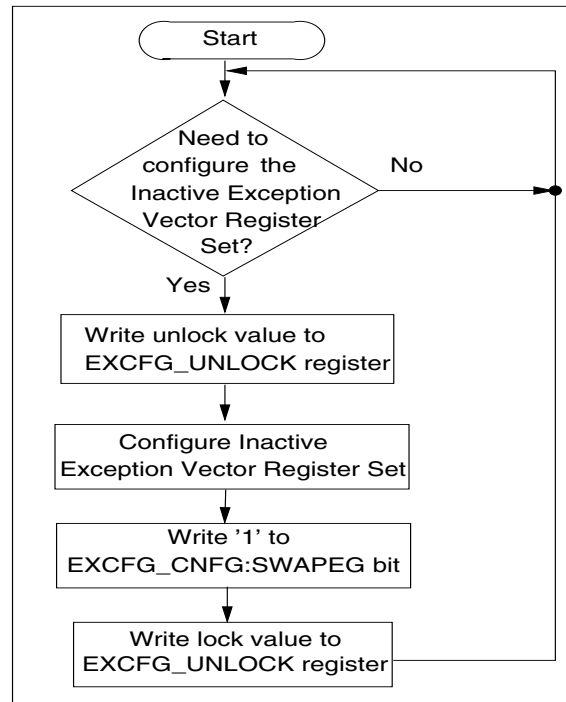 Start
Need to
configure the
Inactive Exception
Vector Register
Set?
No
Yes
Write unlock value to
EXCFG_UNLOCK register
Configure Inactive
Exception Vector Register Set
Write '1' to
EXCFG_CNFG:SWAPEG bit
Write lock value to
EXCFG_UNLOCK register